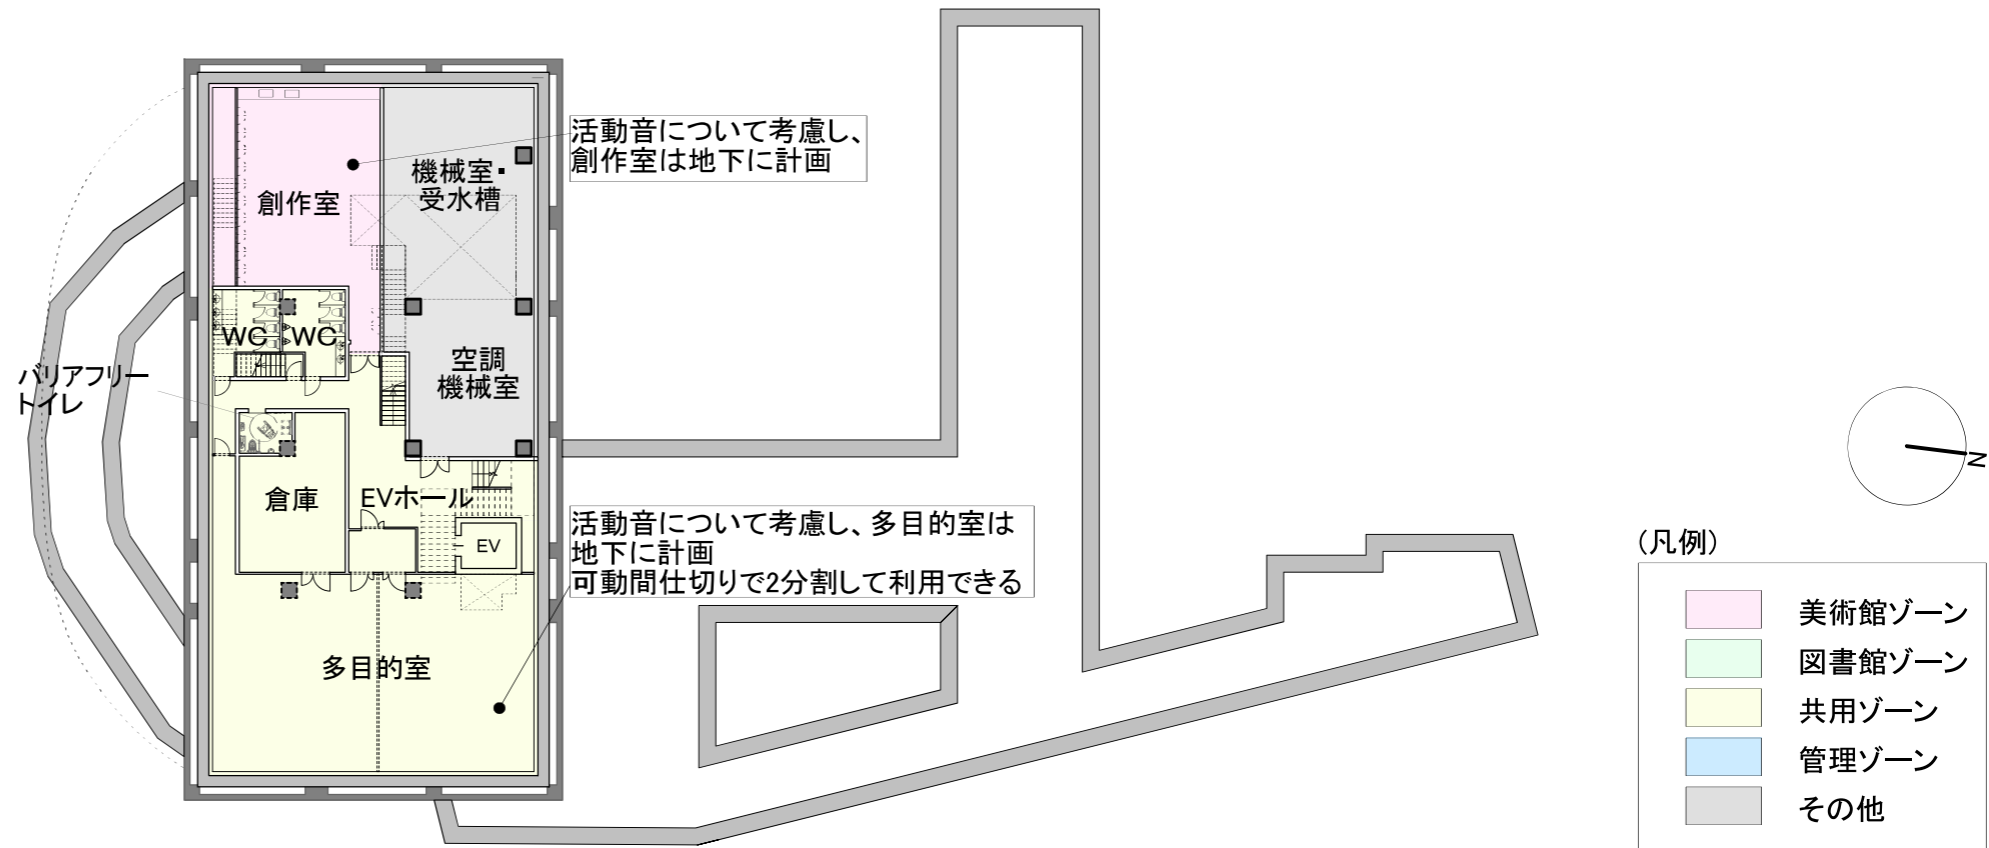 活動音について考慮し、
創作室は地下に計画
機械室・
受水槽
創作室
WC
WC
空調
機械室
バリアフリー
トイレ
倉庫
EVホール
EV
活動音について考慮し、多目的室は
地下に計画
可動間仕切りで2分割して利用できる
多目的室
N
(凡例)
美術館ゾーン
図書館ゾーン
共用ゾーン
管理ゾーン
その他